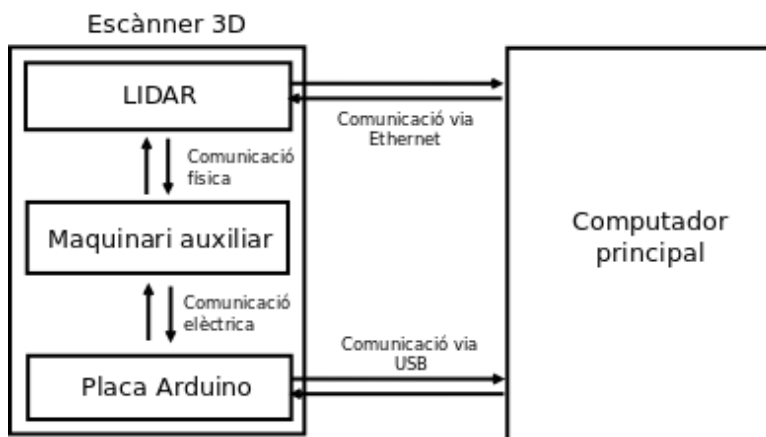 Escànner 3D
LIDAR
Comunicació via
Ethernet
Comunicació
física
Maquinari auxiliar
Computador
principal
Comunicació
elèctrica
Comunicació via
USB
Placa Arduino